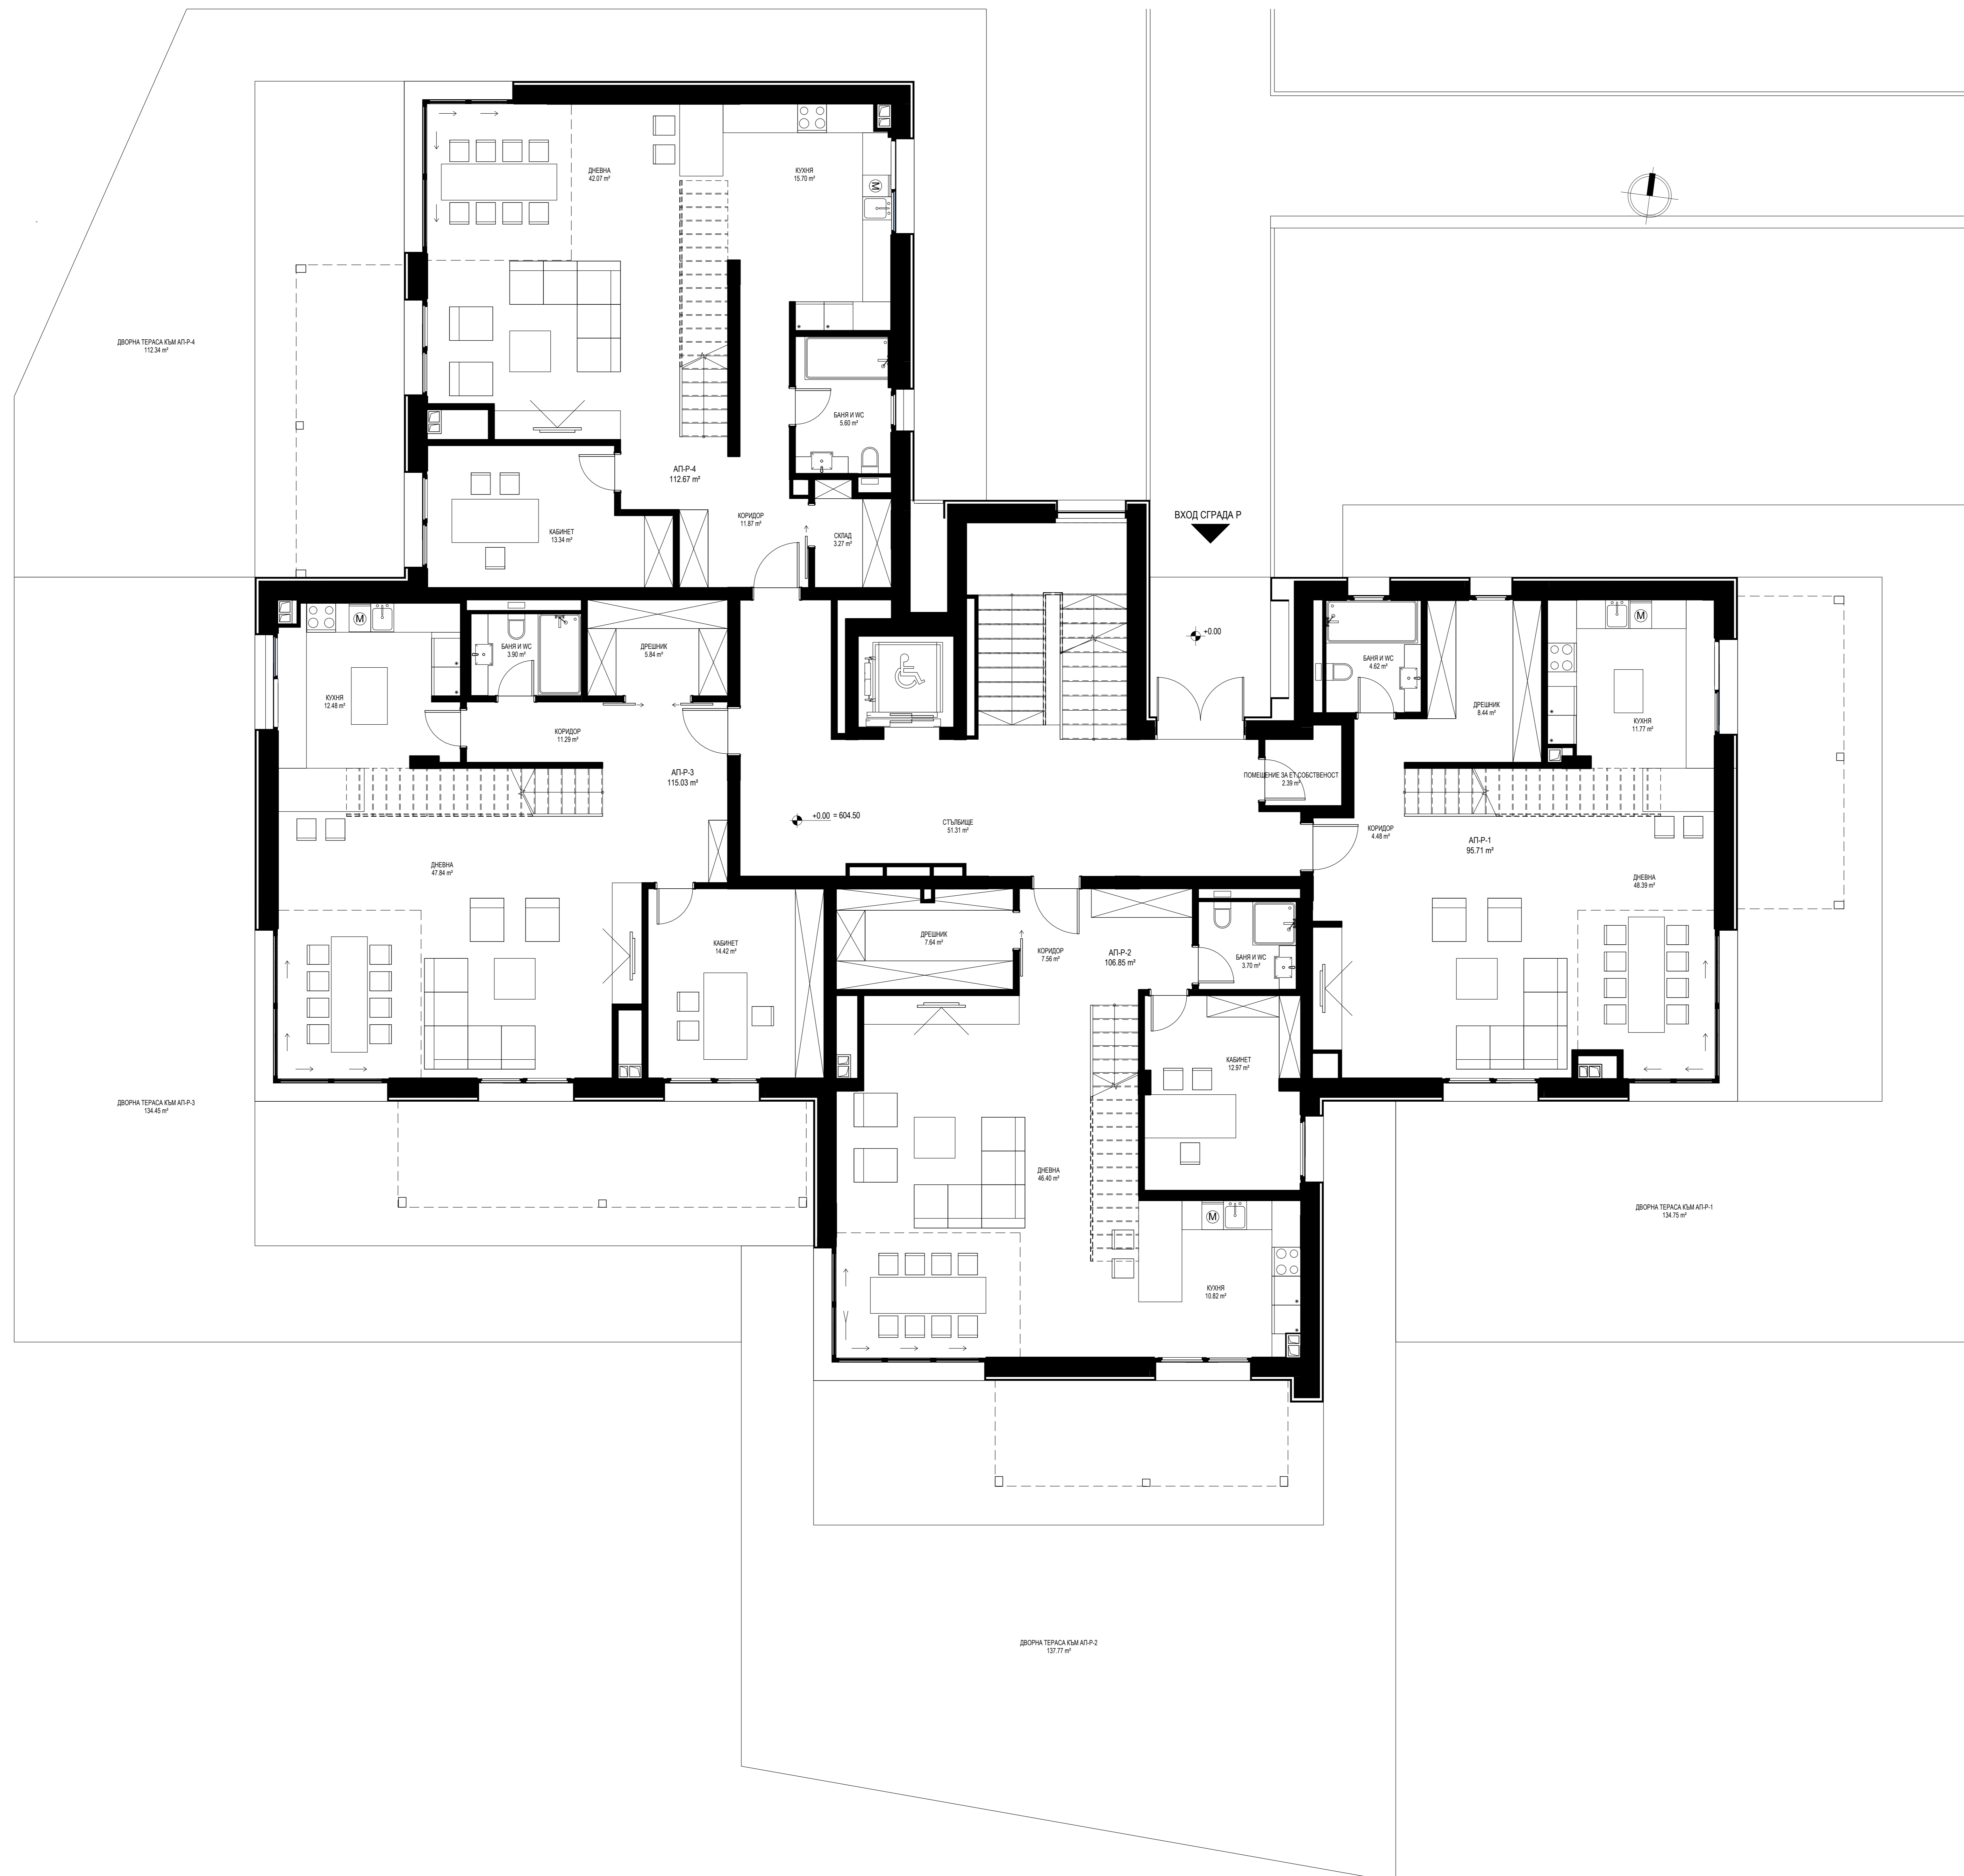 ДНЕВНА
42.07 m²
КУХНЯ
15.70 m²
M
ДВОРНА ТЕРАСА КЪМ АП-Р-4
112.34 m²
БАНЯ И WC
5.60 m²
АП-Р-4
112.67 m²
КОРИДОР
11.87 m²
КАБИНЕТ
13.34 m²
СКЛАД
3.27 m²
ВХОД СГРАДА Р
+0.00
M
БАНЯ И WC
3.90 m²
ДРЕШНИК
5.84 m²
КУХНЯ
12.48 m²
КОРИДОР
11.29 m²
АП-Р-3
115.03 m²
БАНЯ И WC
4.62 m²
ДРЕШНИК
8.44 m²
M
КУХНЯ
11.77 m²
ПОМЕЩЕНИЕ ЗА ЕТ.СОБСТВЕНОСТ
2.39 m²
+0.00 = 604.50
СТЪЛБИЩЕ
51.31 m²
КОРИДОР
4.48 m²
АП-Р-1
95.71 m²
ДНЕВНА
47.84 m²
ДНЕВНА
48.39 m²
КАБИНЕТ
14.42 m²
ДРЕШНИК
7.64 m²
КОРИДОР
7.56 m²
АП-Р-2
106.85 m²
БАНЯ И WC
3.70 m²
КАБИНЕТ
12.97 m²
ДВОРНА ТЕРАСА КЪМ АП-Р-3
134.45 m²
ДНЕВНА
46.40 m²
M
ДВОРНА ТЕРАСА КЪМ АП-Р-1
134.75 m²
КУХНЯ
10.82 m²
ДВОРНА ТЕРАСА КЪМ АП-Р-2
137.77 m²